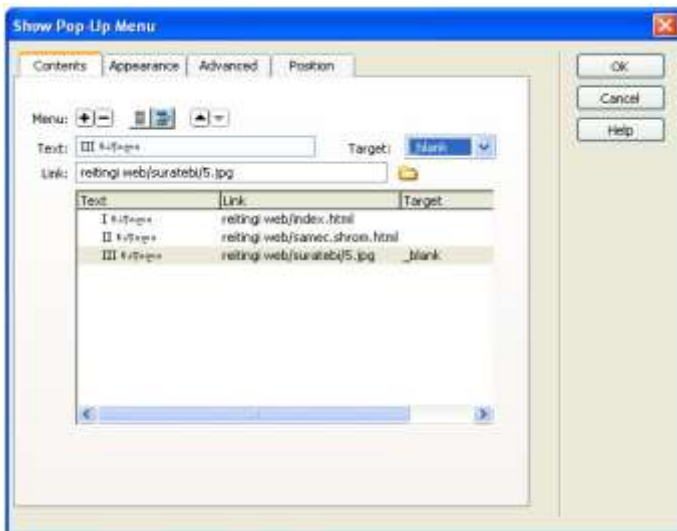 Show Pop-Up Menu
Contents Appearance Advanced Position
OK
Cancel
Help
Menu:
Text: III Target: _blank
Link: reitingi web/suratebi/5.jpg
Text Link Target
I reitingi web/index.html
II reitingi web/samec.shrom.html
III reitingi web/suratebi/5.jpg _blank